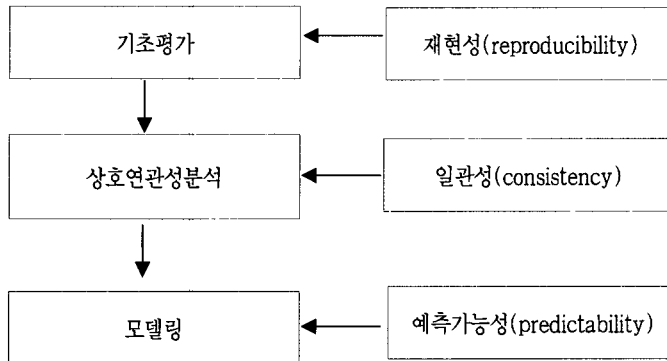 기초평가
재현성(reproducibility)
상호연관성분석
일관성(consistency)
모델링
예측가능성(predictability)